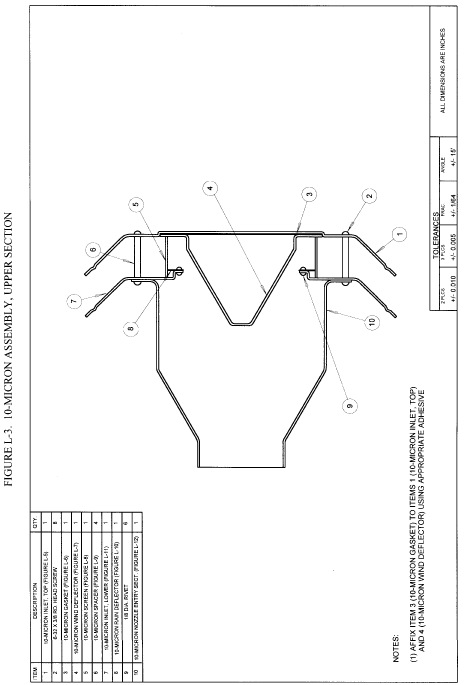 FIGURE L-3. 10-MICRON ASSEMBLY, UPPER SECTION
ITEM DESCRIPTION QTY.
1 10-MICRON INLET, TOP (FIGURE L-5) 1
2 6-32 X 3/8 RD. HEAD SCREW 8
3 10-MICRON GASKET (FIGURE L-6) 1
4 10-MICRON WIND DEFLECTOR (FIGURE L-7) 1
5 10-MICRON SCREEN (FIGURE L-8) 1
6 10-MICRON SPACER (FIGURE L-9) 4
7 10-MICRON INLET, LOWER (FIGURE L-11) 1
8 10-MICRON RAIN DEFLECTOR (FIGURE L-10) 1
9 1/8 DIA. RIVET 6
10 10-MICRON NOZZLE ENTRY SECT. (FIGURE L-12) 1
7
6
5
8
4
3
2
1
9
10
NOTES:
(1) AFFIX ITEM 3 (10-MICRON GASKET) TO ITEMS 1 (10-MICRON INLET, TOP)
AND 4 (10-MICRON WIND DEFLECTOR) USING APPROPRIATE ADHESIVE
TOLERANCES
2 PLCS 3 PLCS FRAC. ANGLE
+/- 0.010 +/- 0.005 +/- 1/64 +/- 15'
ALL DIMENSIONS ARE INCHES